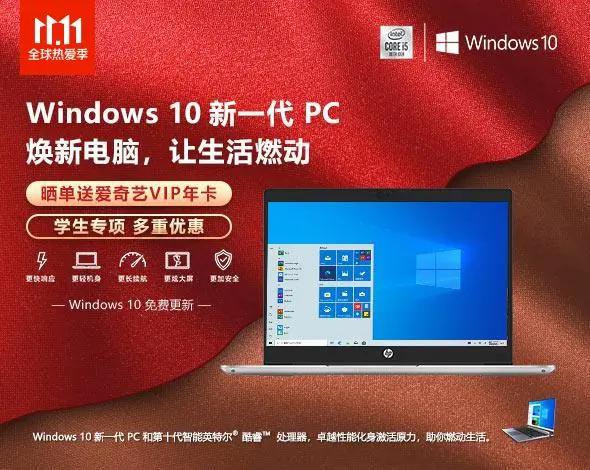 11.11
全球热爱季
intel
CORE i5
10TH GEN
Windows 10
Windows 10 新一代 PC
焕新电脑，让生活燃动
晒单送爱奇艺VIP年卡
学生专项 多重优惠
更快响应 更轻机身 更长续航 更炫大屏 更加安全
— Windows 10 免费更新 —
hp
Windows 10 新一代 PC 和第十代智能英特尔® 酷睿™ 处理器，卓越性能化身激活原力，助你燃动生活。